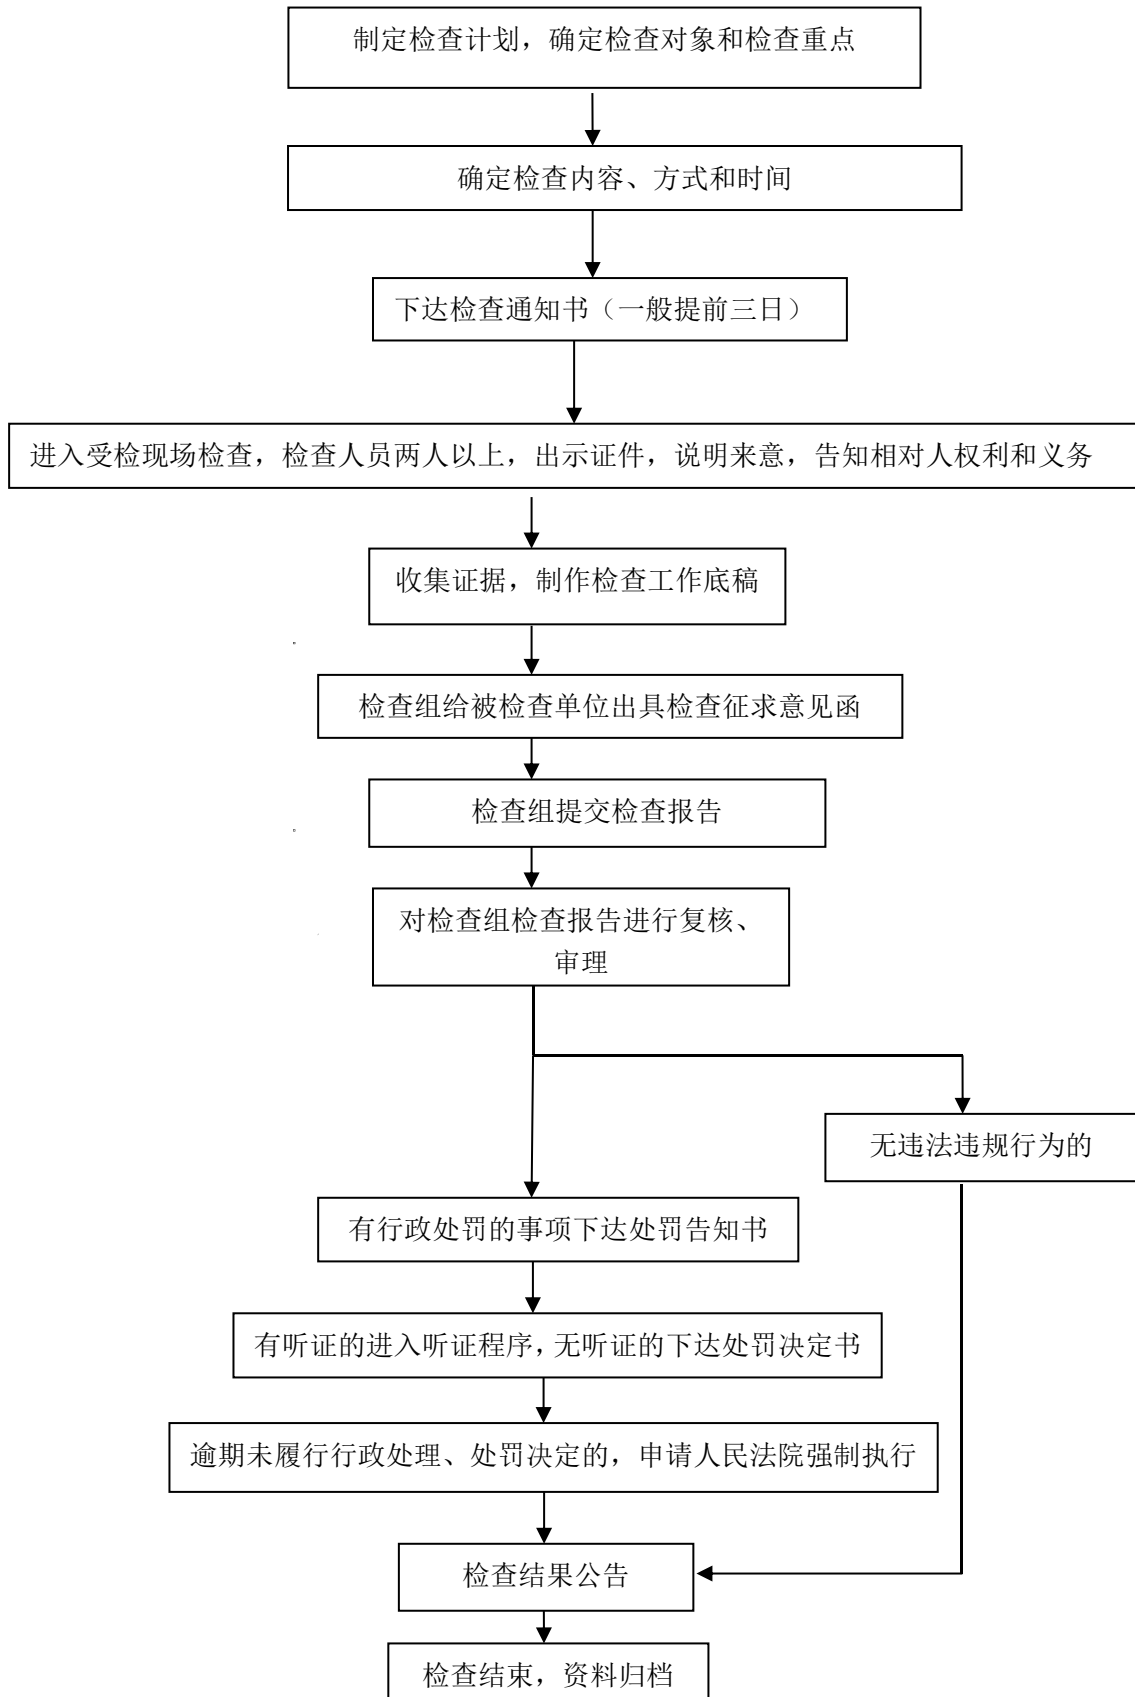 制定检查计划，确定检查对象和检查重点
确定检查内容、方式和时间
下达检查通知书（一般提前三日）
进入受检现场检查，检查人员两人以上，出示证件，说明来意，告知相对人权利和义务
收集证据，制作检查工作底稿
检查组给被检查单位出具检查征求意见函
检查组提交检查报告
对检查组检查报告进行复核、
审理
无违法违规行为的
有行政处罚的事项下达处罚告知书
有听证的进入听证程序，无听证的下达处罚决定书
逾期未履行行政处理、处罚决定的，申请人民法院强制执行
检查结果公告
检查结束，资料归档